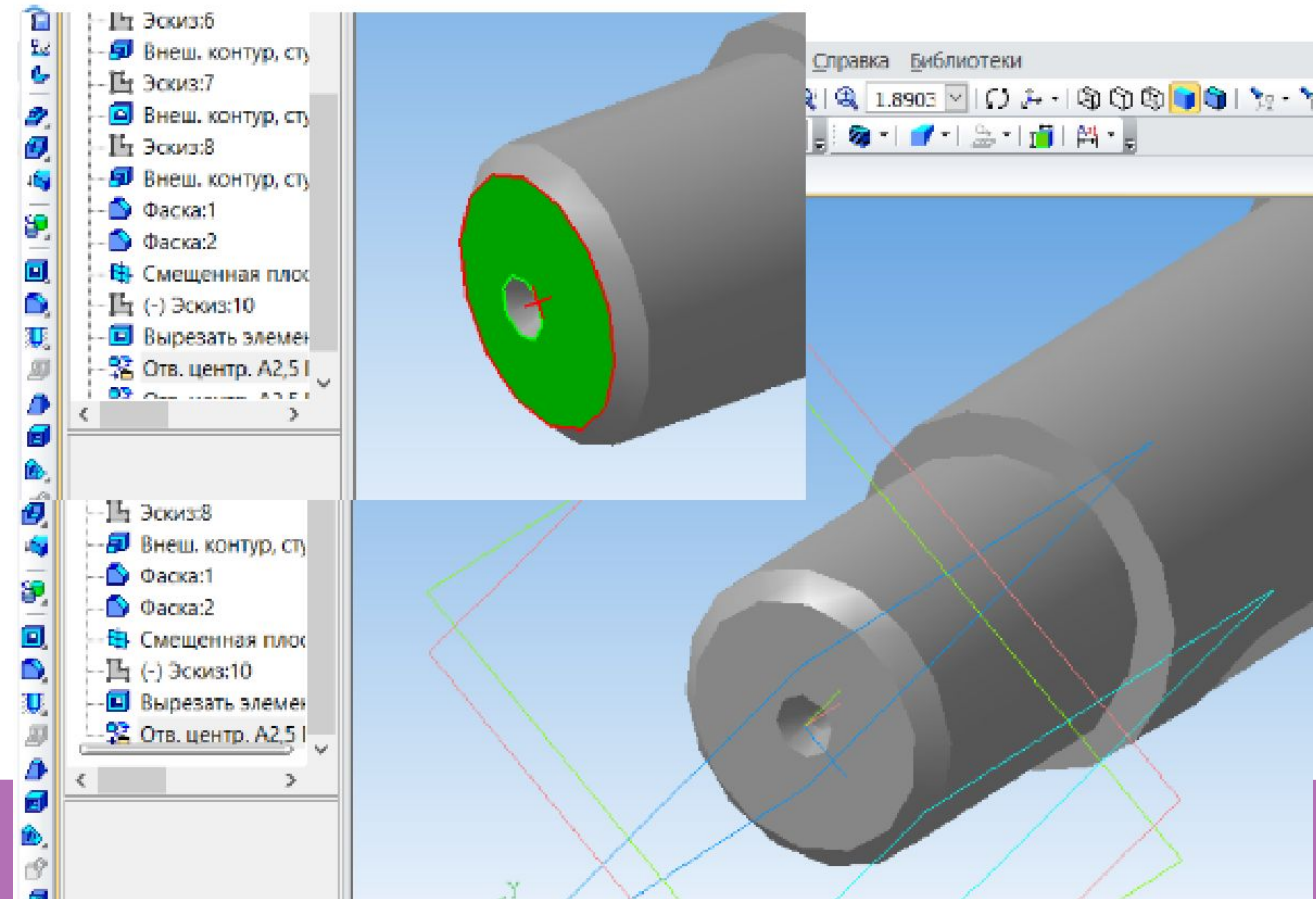 Эскиз:6
Внеш. контур, сту
Эскиз:7
Внеш. контур, сту
Эскиз:8
Внеш. контур, сту
Фаска:1
Фаска:2
Смещенная плос
(-) Эскиз:10
Вырезать элемен
Отв. центр. А2,5
Справка Библиотеки
1.8903
Эскиз:8
Внеш. контур, сту
Фаска:1
Фаска:2
Смещенная плос
(-) Эскиз:10
Вырезать элемен
Отв. центр. А2,5
Y